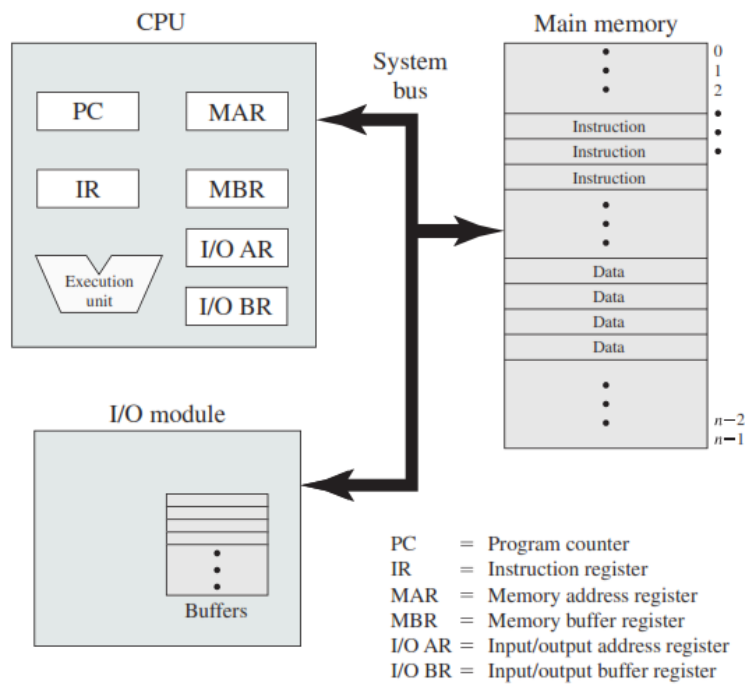 CPU
PC
MAR
IR
MBR
Execution
unit
I/O AR
I/O BR
System
bus
Main memory
0
1
2
Instruction
Instruction
Instruction
Data
Data
Data
Data
n−2
n−1
I/O module
Buffers
PC = Program counter
IR = Instruction register
MAR = Memory address register
MBR = Memory buffer register
I/O AR = Input/output address register
I/O BR = Input/output buffer register